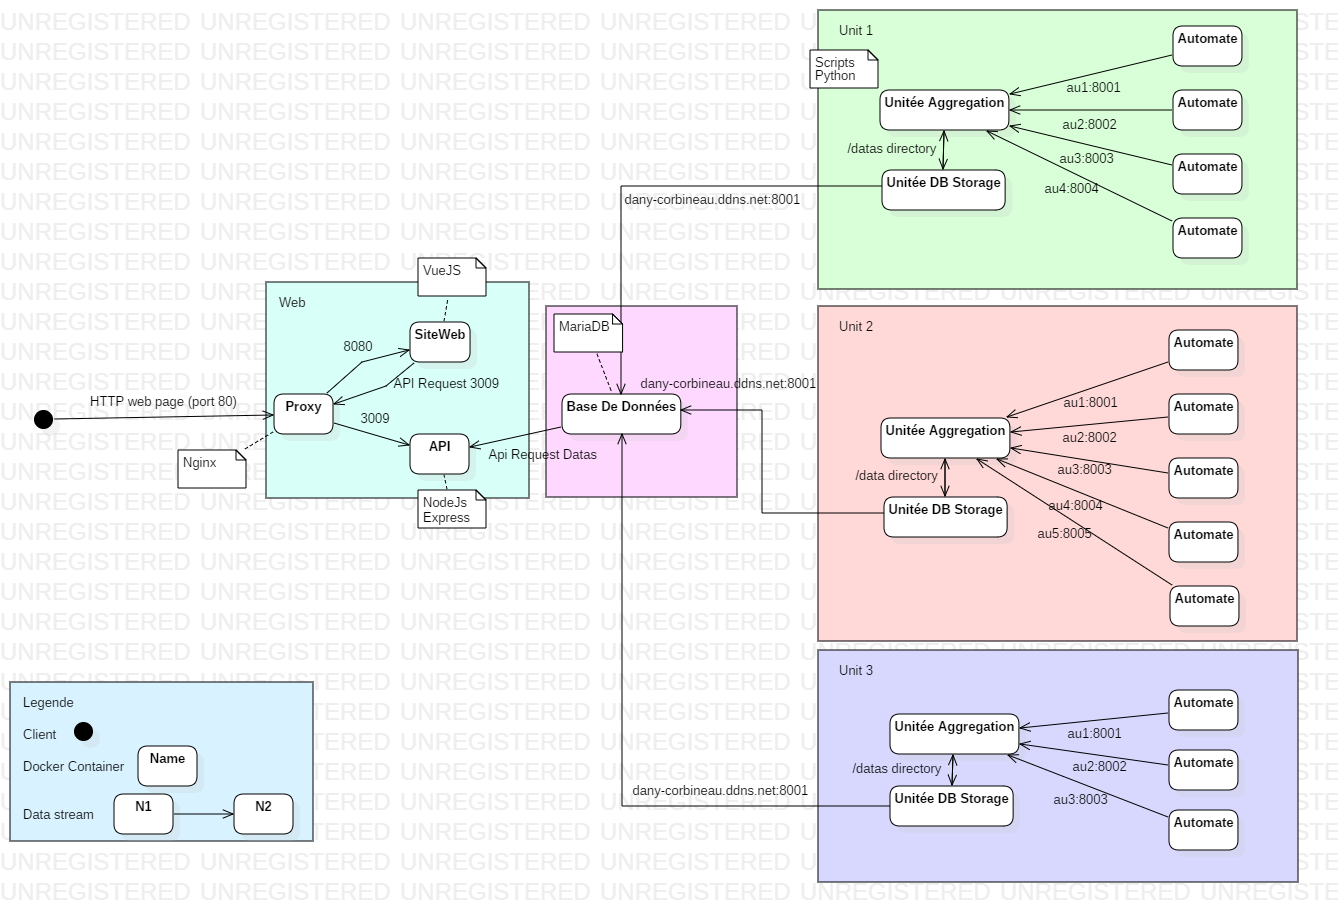 Unit 1
Scripts
Python
Automate
Automate
Automate
Automate
au1:8001
au2:8002
au3:8003
au4:8004
Unitée Aggregation
/datas directory
Unitée DB Storage
dany-corbineau.ddns.net:8001
Web
VueJS
SiteWeb
8080
API Request 3009
HTTP web page (port 80)
Proxy
3009
API
Nginx
NodeJs
Express
MariaDB
Base De Données
Api Request Datas
dany-corbineau.ddns.net:8001
Unit 2
Automate
Automate
Automate
Automate
Automate
au1:8001
au2:8002
au3:8003
au4:8004
au5:8005
Unitée Aggregation
/data directory
Unitée DB Storage
Unit 3
Automate
Automate
Automate
au1:8001
au2:8002
au3:8003
Unitée Aggregation
/datas directory
Unitée DB Storage
dany-corbineau.ddns.net:8001
Legende
Client
Docker Container
Name
Data stream
N1
N2
UNREGISTERED